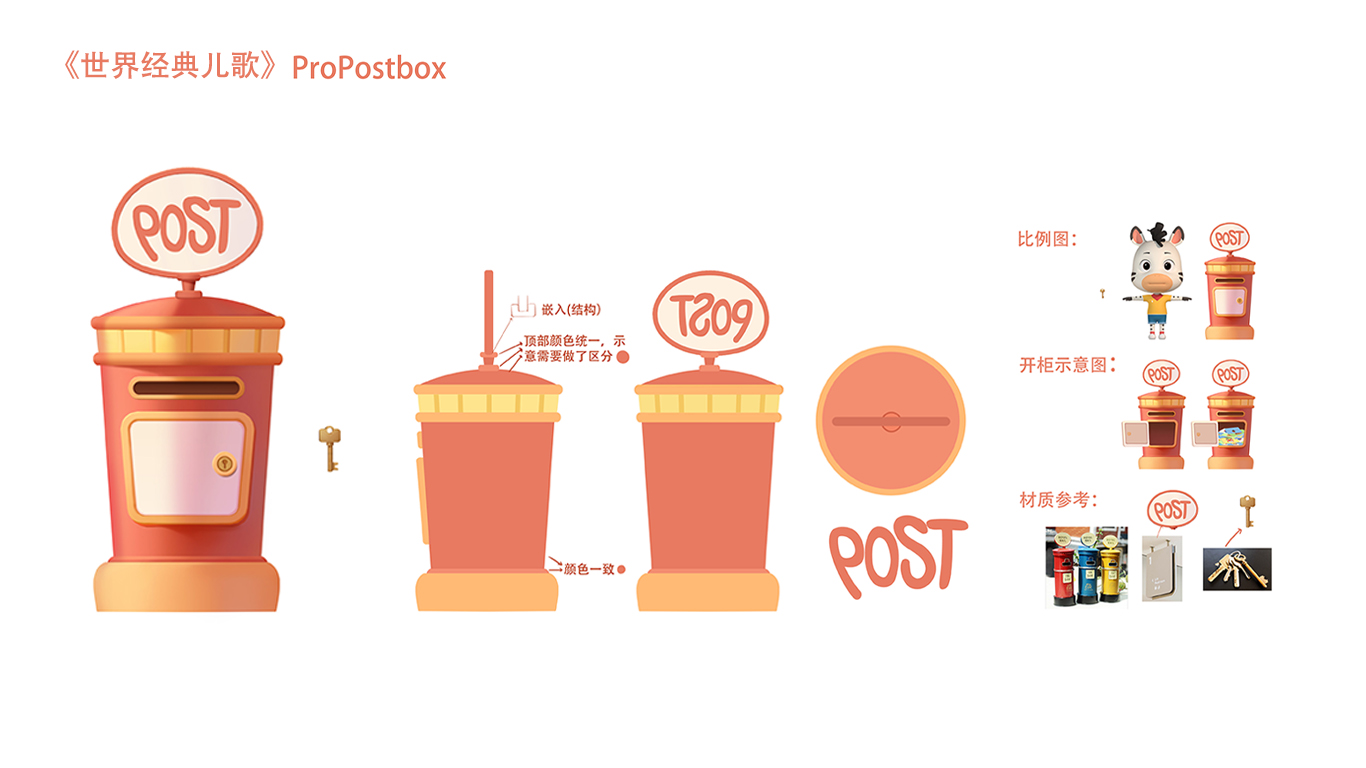 《世界经典儿歌》ProPostbox
POST
嵌入(结构)
顶部颜色统一，示
意需要做了区分
颜色一致
POST
POST
比例图：
POST
开柜示意图：
POST
POST
材质参考：
POST